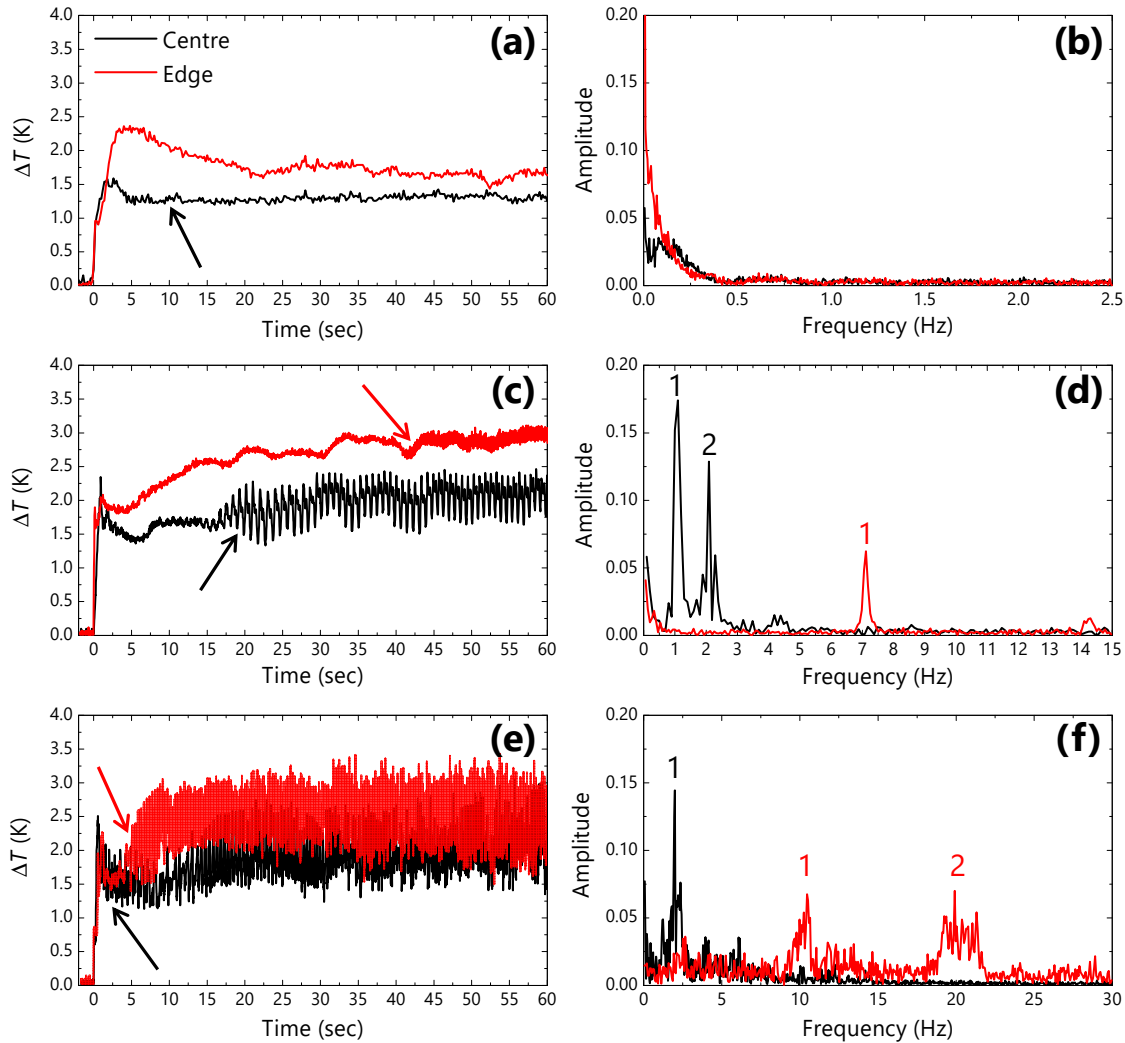 (a)
Centre
Edge
4.0
3.5
3.0
2.5
2.0
1.5
1.0
0.5
0.0
ΔT (K)
0 5 10 15 20 25 30 35 40 45 50 55 60
Time (sec)
(b)
0.20
0.15
0.10
0.05
0.00
Amplitude
0.0 0.5 1.0 1.5 2.0 2.5
Frequency (Hz)
(c)
4.0
3.5
3.0
2.5
2.0
1.5
1.0
0.5
0.0
ΔT (K)
0 5 10 15 20 25 30 35 40 45 50 55 60
Time (sec)
(d)
1
2
1
0.20
0.15
0.10
0.05
0.00
Amplitude
0 1 2 3 4 5 6 7 8 9 10 11 12 13 14 15
Frequency (Hz)
(e)
4.0
3.5
3.0
2.5
2.0
1.5
1.0
0.5
0.0
ΔT (K)
0 5 10 15 20 25 30 35 40 45 50 55 60
Time (sec)
(f)
1
1
2
0.20
0.15
0.10
0.05
0.00
Amplitude
0 5 10 15 20 25 30
Frequency (Hz)